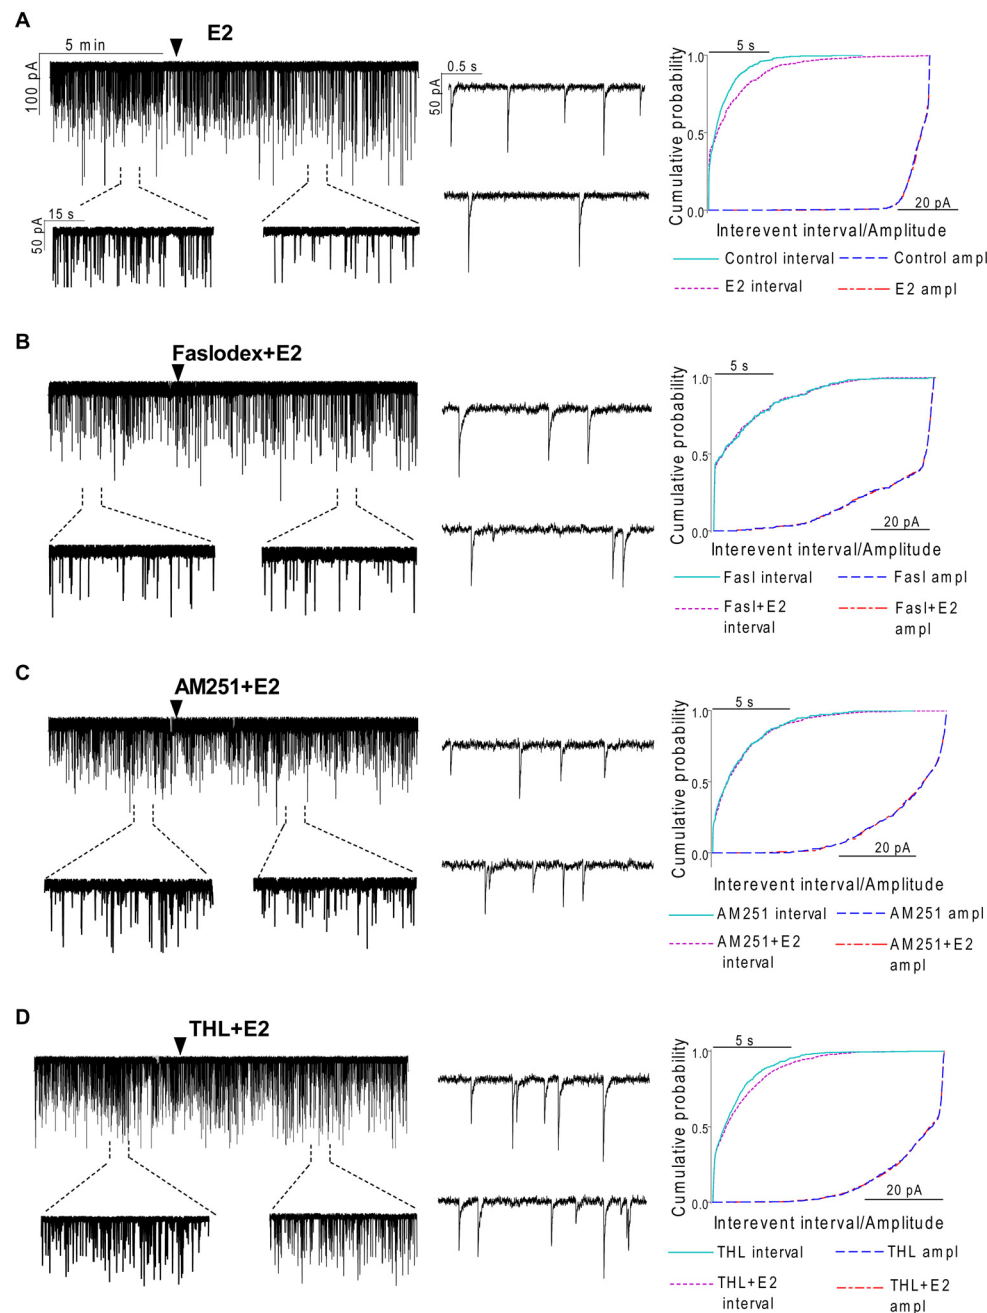 A
E2
5 min
100 pA
15 s
50 pA
0.5 s
50 pA
5 s
Cumulative probability
1.0
0.5
0.0
20 pA
Interevent interval/Amplitude
Control interval
Control ampl
E2 interval
E2 ampl
B
Faslodex+E2
5 s
Cumulative probability
1.0
0.5
0.0
20 pA
Interevent interval/Amplitude
Fasl interval
Fasl ampl
Fasl+E2
interval
Fasl+E2
ampl
C
AM251+E2
5 s
Cumulative probability
1.0
0.5
0.0
20 pA
Interevent interval/Amplitude
AM251 interval
AM251 ampl
AM251+E2
interval
AM251+E2
ampl
D
THL+E2
5 s
Cumulative probability
1.0
0.5
0.0
20 pA
Interevent interval/Amplitude
THL interval
THL ampl
THL+E2
interval
THL+E2
ampl